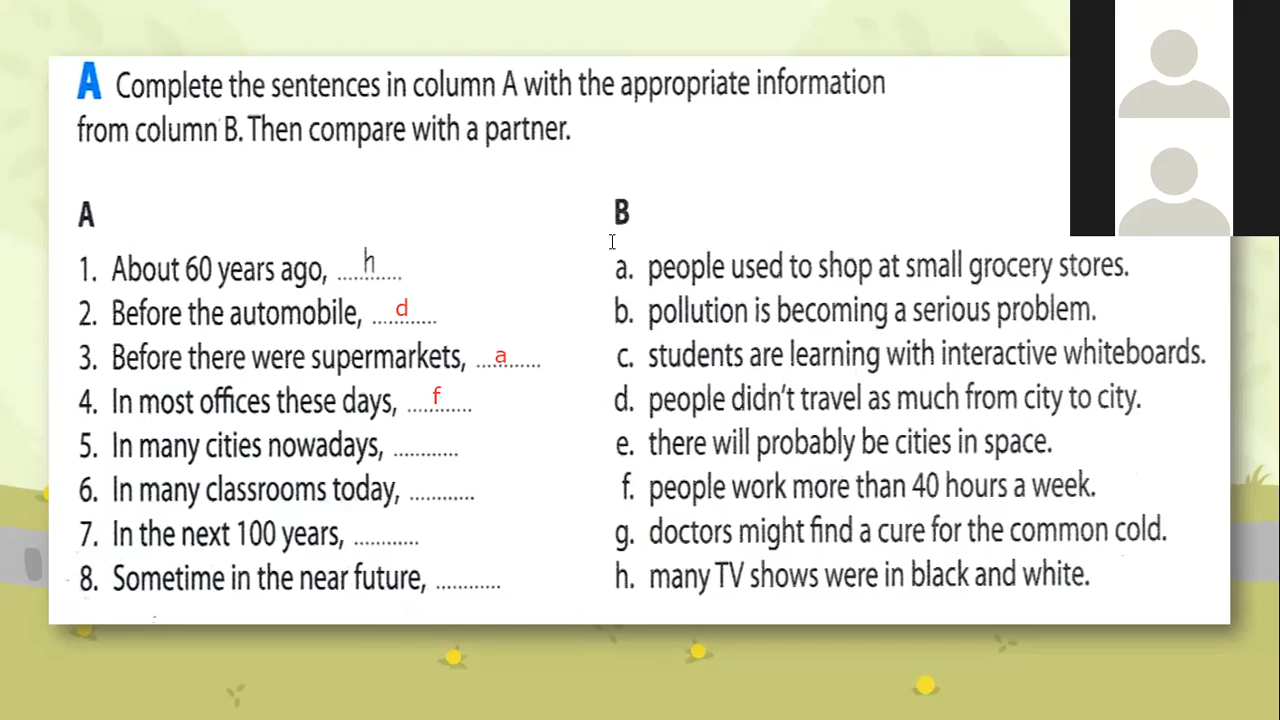 A Complete the sentences in column A with the appropriate information
from column B. Then compare with a partner.
A
1. About 60 years ago, ......h......
2. Before the automobile, ......d......
3. Before there were supermarkets, ......a......
4. In most offices these days, ......f......
5. In many cities nowadays, ............
6. In many classrooms today, ............
7. In the next 100 years, ............
8. Sometime in the near future, ............
B
a. people used to shop at small grocery stores.
b. pollution is becoming a serious problem.
c. students are learning with interactive whiteboards.
d. people didn't travel as much from city to city.
e. there will probably be cities in space.
f. people work more than 40 hours a week.
g. doctors might find a cure for the common cold.
h. many TV shows were in black and white.